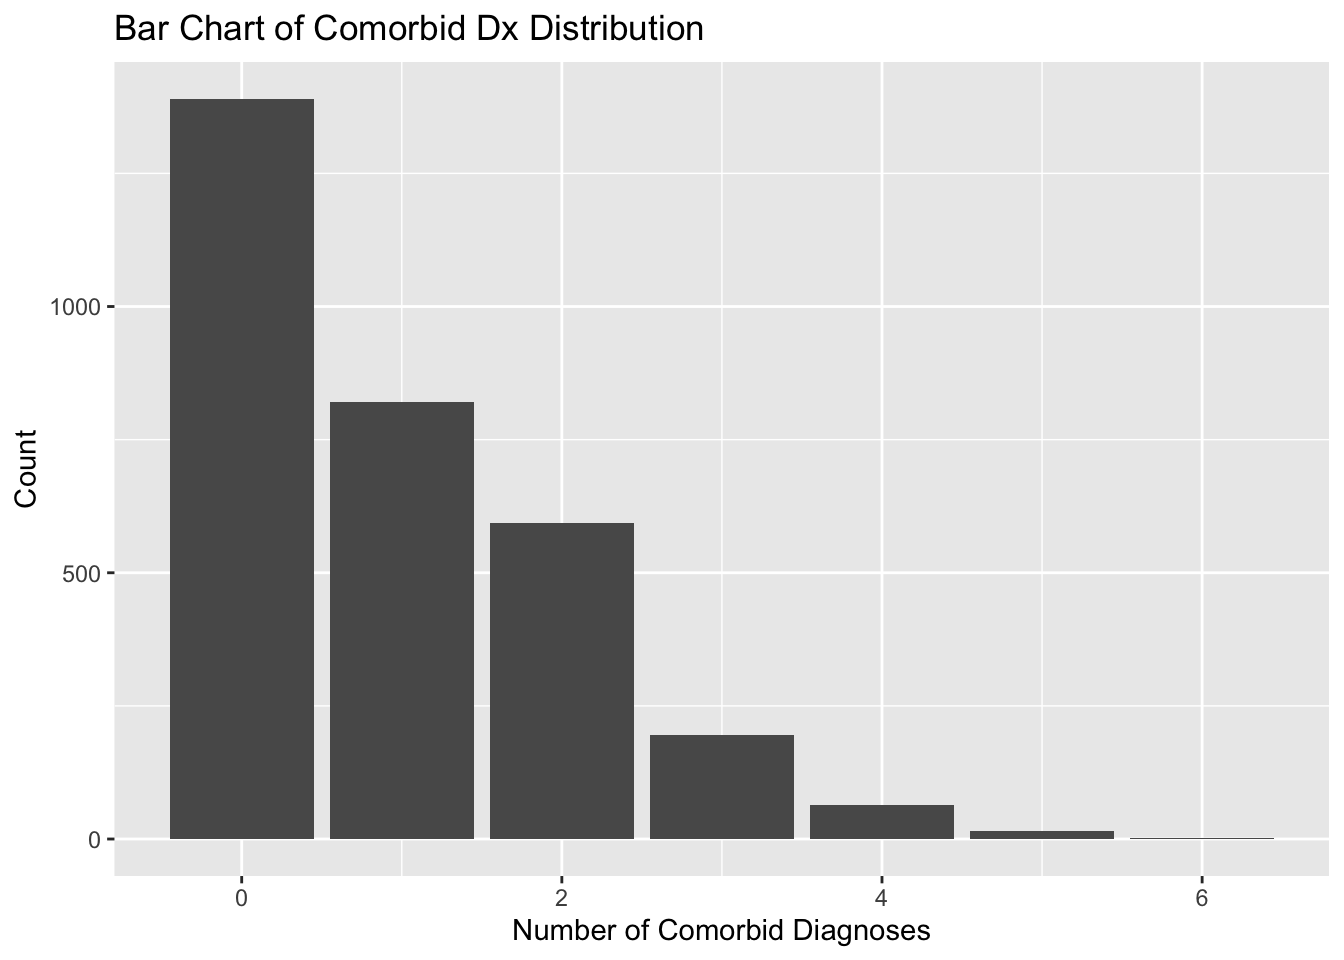 Bar Chart of Comorbid Dx Distribution
Count
1000
500
0
0 2 4 6
Number of Comorbid Diagnoses